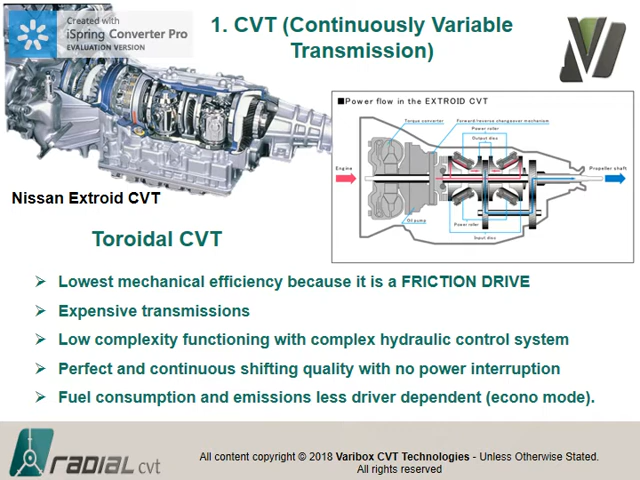 Created with
iSpring Converter Pro
EVALUATION VERSION
1. CVT (Continuously Variable
Transmission)
■Power flow in the EXTROID CVT
Torque converter
Forward/reverse changeover mechanism
Power roller
Output disc
Engine
Propeller shaft
Oil pump
Power roller
Input disc
Nissan Extroid CVT
Toroidal CVT
➢ Lowest mechanical efficiency because it is a FRICTION DRIVE
➢ Expensive transmissions
➢ Low complexity functioning with complex hydraulic control system
➢ Perfect and continuous shifting quality with no power interruption
➢ Fuel consumption and emissions less driver dependent (econo mode).
RADIAL cvt
All content copyright © 2018 Varibox CVT Technologies - Unless Otherwise Stated.
All rights reserved